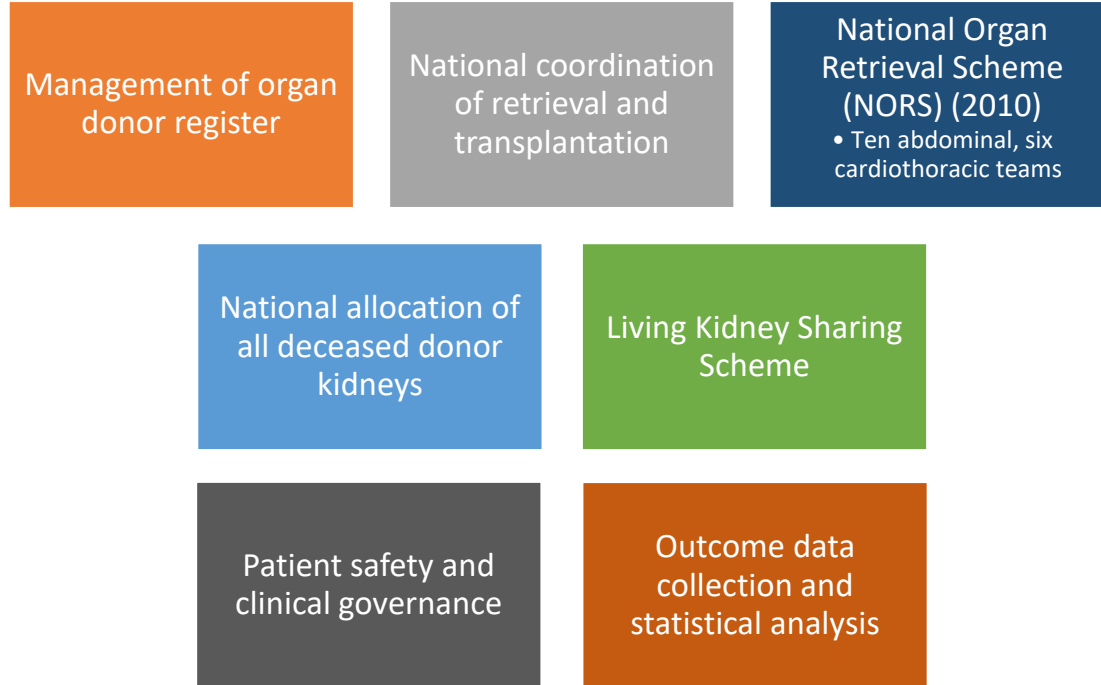 Management of organ
donor register
National coordination
of retrieval and
transplantation
National Organ
Retrieval Scheme
(NORS) (2010)
• Ten abdominal, six
cardiothoracic teams
National allocation of
all deceased donor
kidneys
Living Kidney Sharing
Scheme
Patient safety and
clinical governance
Outcome data
collection and
statistical analysis